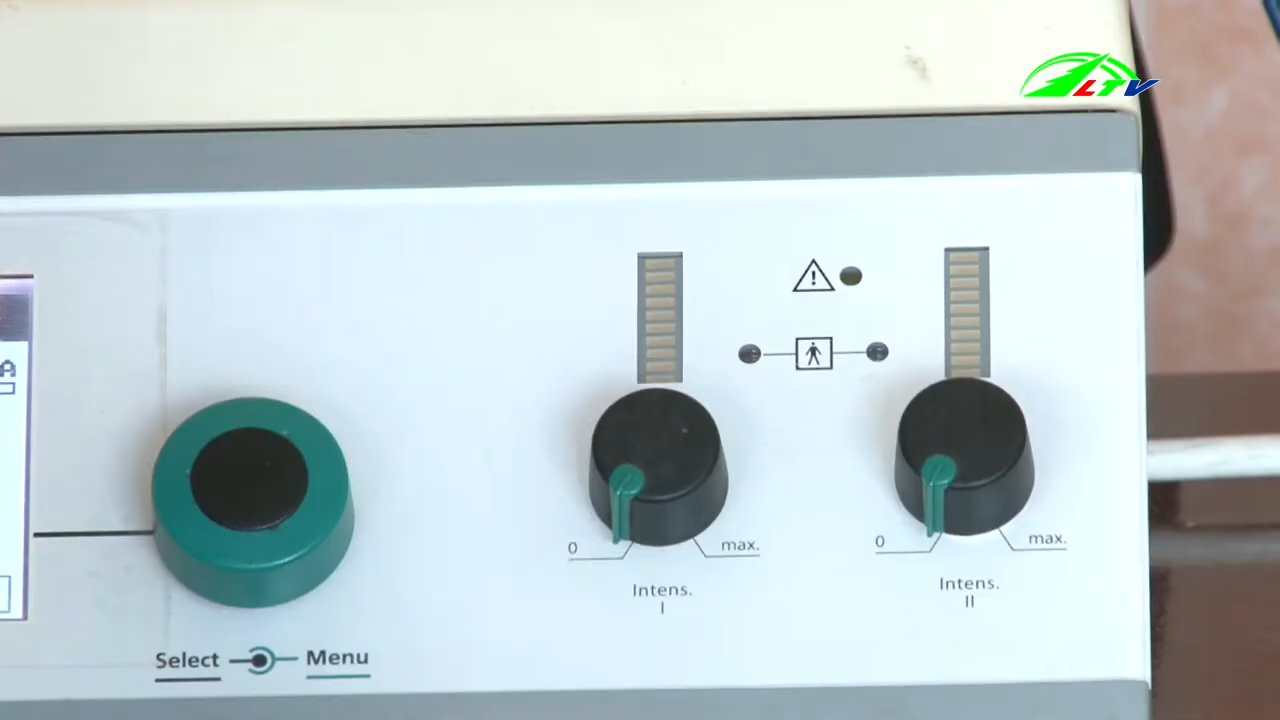 LTV
A
0
max.
Intens.
I
0
max.
Intens.
II
Select
Menu